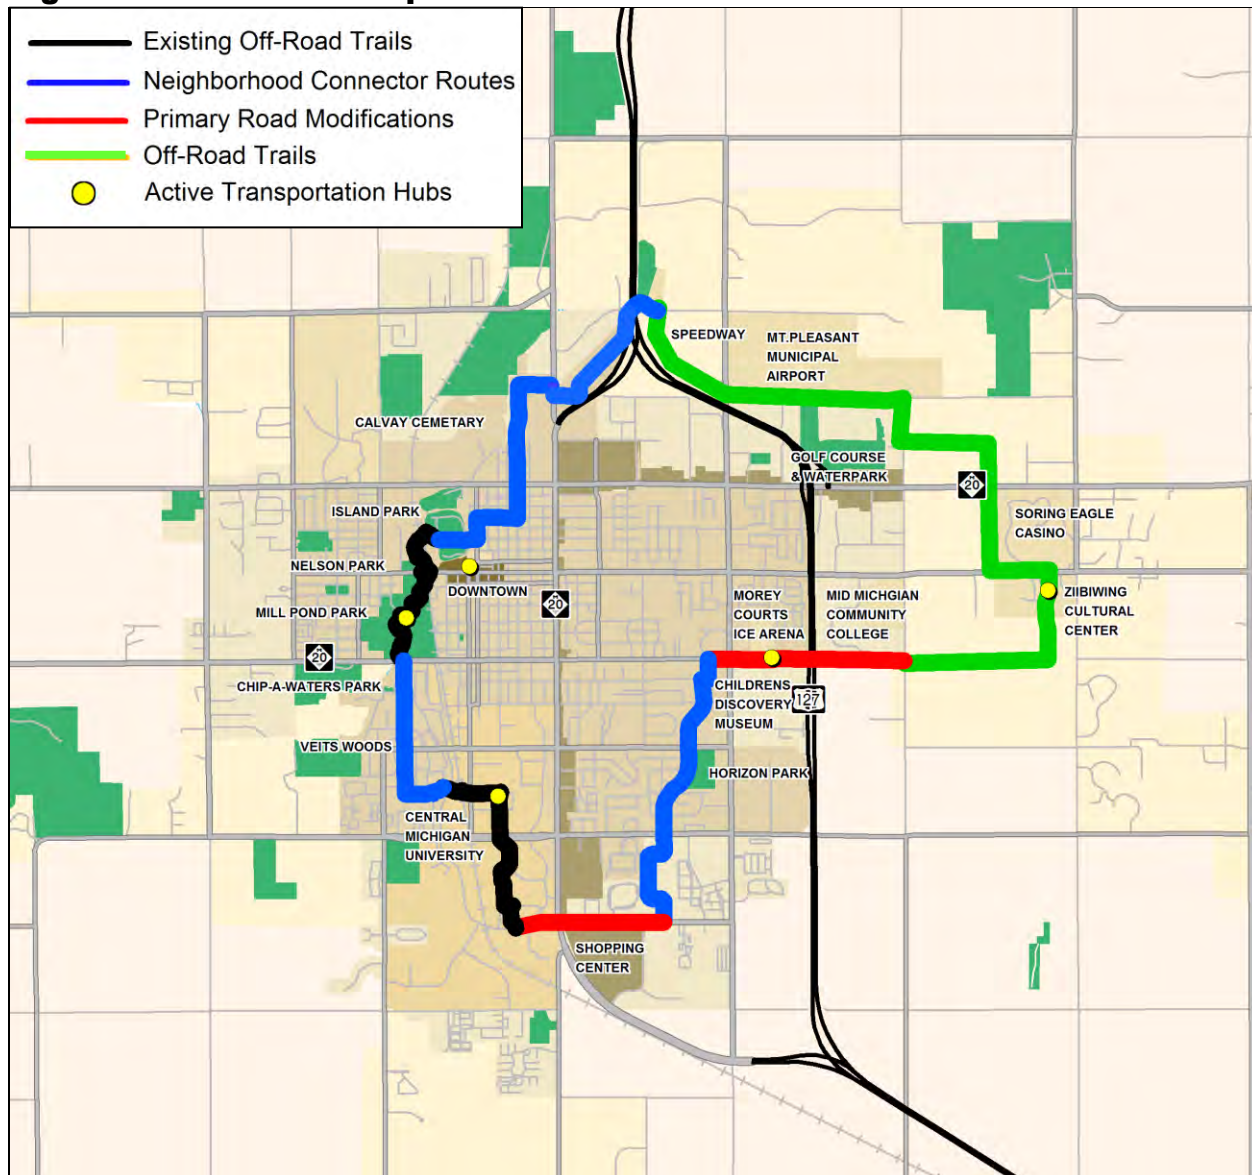 Existing Off-Road Trails
Neighborhood Connector Routes
Primary Road Modifications
Off-Road Trails
Active Transportation Hubs
SPEEDWAY
MT.PLEASANT
MUNICIPAL
AIRPORT
CALVAY CEMETARY
GOLF COURSE
& WATERPARK
M
20
ISLAND PARK
SORING EAGLE
CASINO
NELSON PARK
DOWNTOWN
M
20
MOREY
COURTS
ICE ARENA
MID MICHGIAN
COMMUNITY
COLLEGE
ZIIBIWING
CULTURAL
CENTER
MILL POND PARK
M
20
CHIP-A-WATERS PARK
CHILDRENS
DISCOVERY
MUSEUM
127
VEITS WOODS
HORIZON PARK
CENTRAL
MICHIGAN
UNIVERSITY
SHOPPING
CENTER